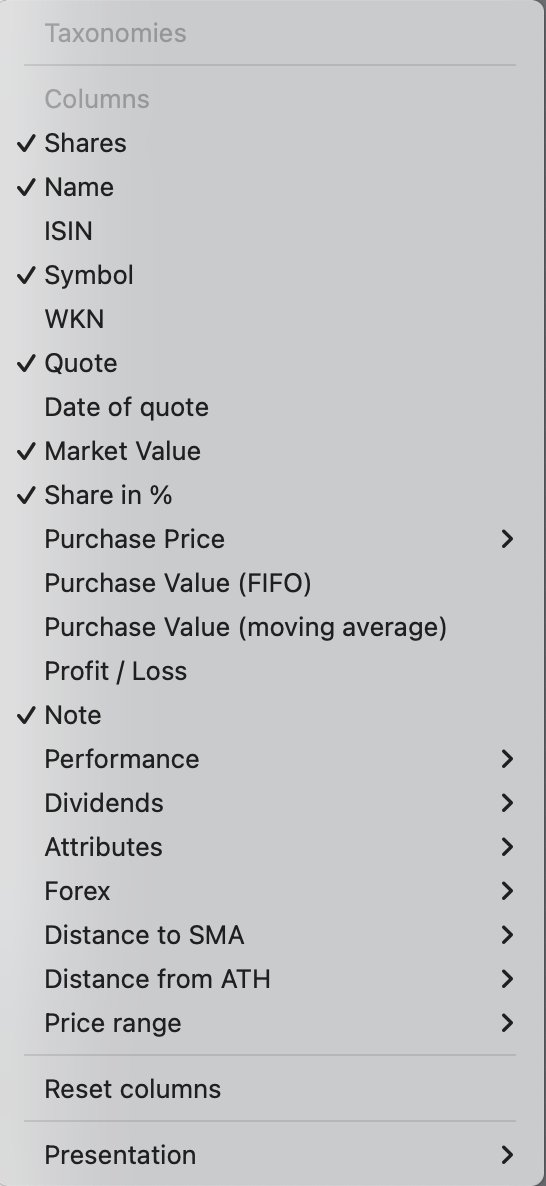 Taxonomies
Columns
Shares
Name
ISIN
Symbol
WKN
Quote
Date of quote
Market Value
Share in %
Purchase Price
Purchase Value (FIFO)
Purchase Value (moving average)
Profit / Loss
Note
Performance
Dividends
Attributes
Forex
Distance to SMA
Distance from ATH
Price range
Reset columns
Presentation